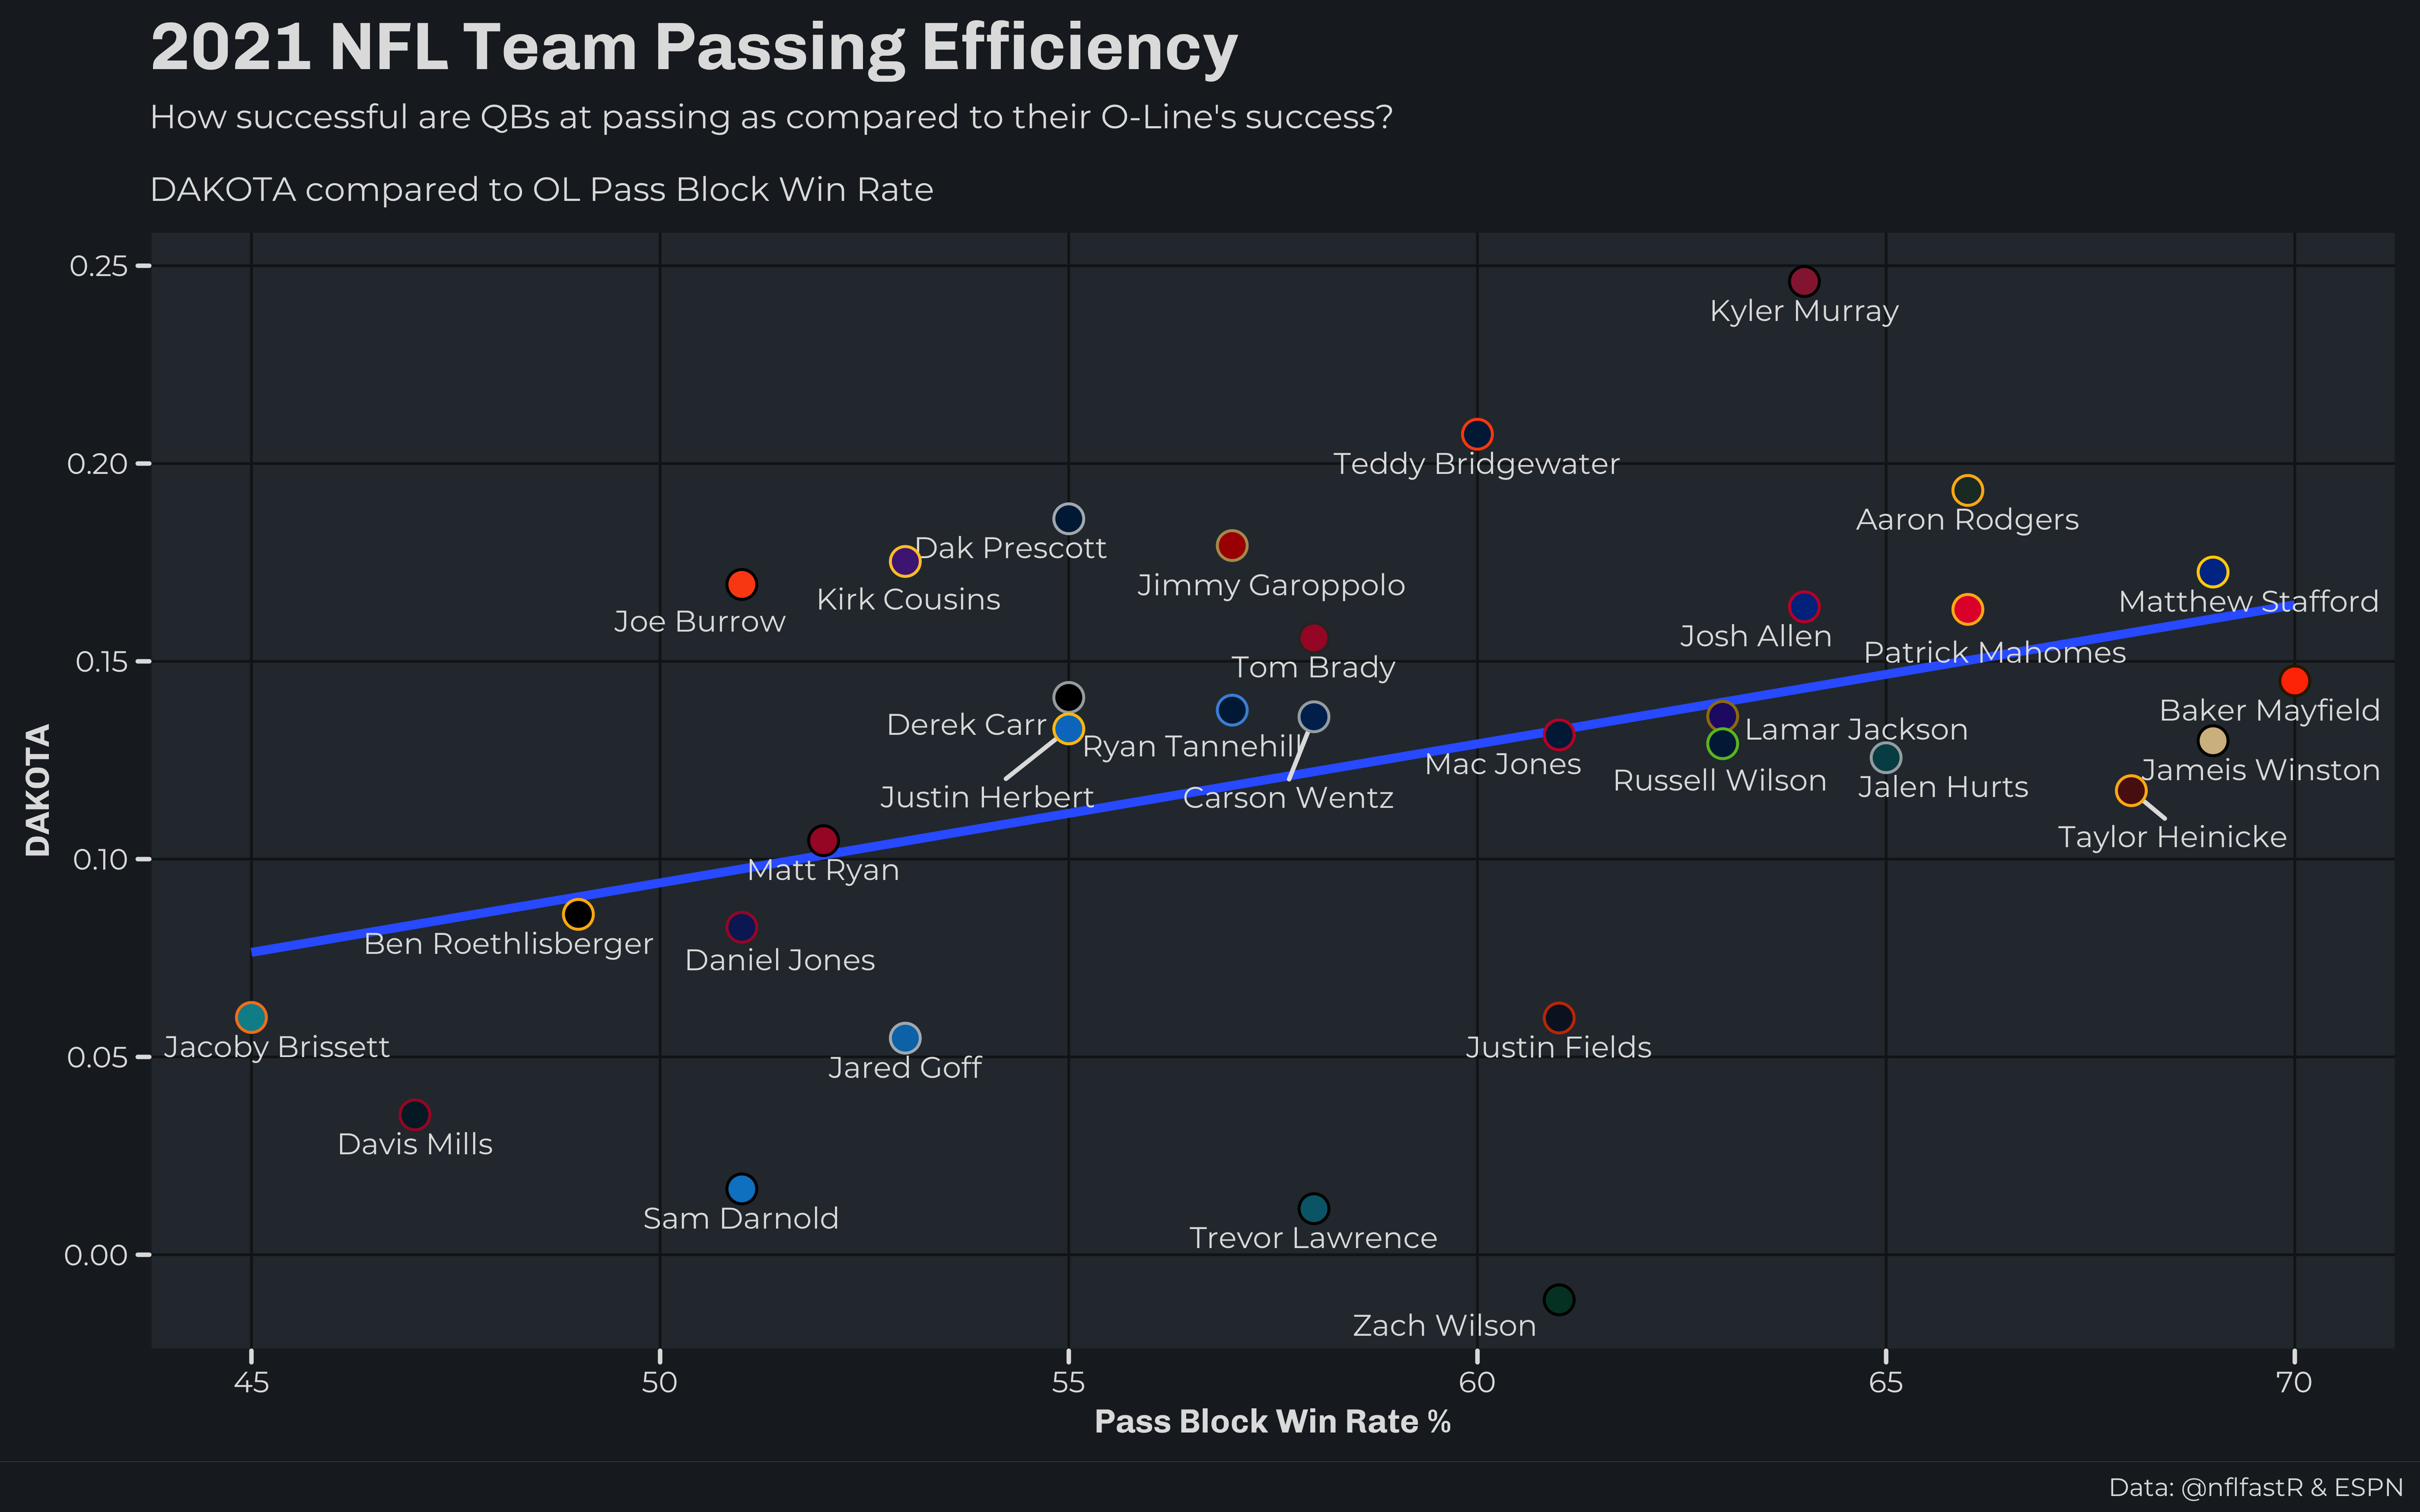 2021 NFL Team Passing Efficiency
How successful are QBs at passing as compared to their O-Line's success?
DAKOTA compared to OL Pass Block Win Rate
0.25
Kyler Murray
0.20
Teddy Bridgewater
Aaron Rodgers
Dak Prescott
Jimmy Garoppolo
Kirk Cousins
Matthew Stafford
Joe Burrow
Josh Allen
0.15
Patrick Mahomes
Tom Brady
Baker Mayfield
Derek Carr
Lamar Jackson
Ryan Tannehill
Mac Jones
Jameis Winston
Russell Wilson
Jalen Hurts
Justin Herbert
Carson Wentz
Taylor Heinicke
DAKOTA
0.10
Matt Ryan
Ben Roethlisberger
Daniel Jones
Jacoby Brissett
Justin Fields
0.05
Jared Goff
Davis Mills
Sam Darnold
Trevor Lawrence
0.00
Zach Wilson
45
50
55
60
65
70
Pass Block Win Rate %
Data: @nflfastR & ESPN